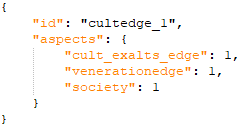 {
"id": "cultedge_1",
"aspects": {
"cult_exalts_edge": 1,
"venerationedge": 1,
"society": 1
}
}